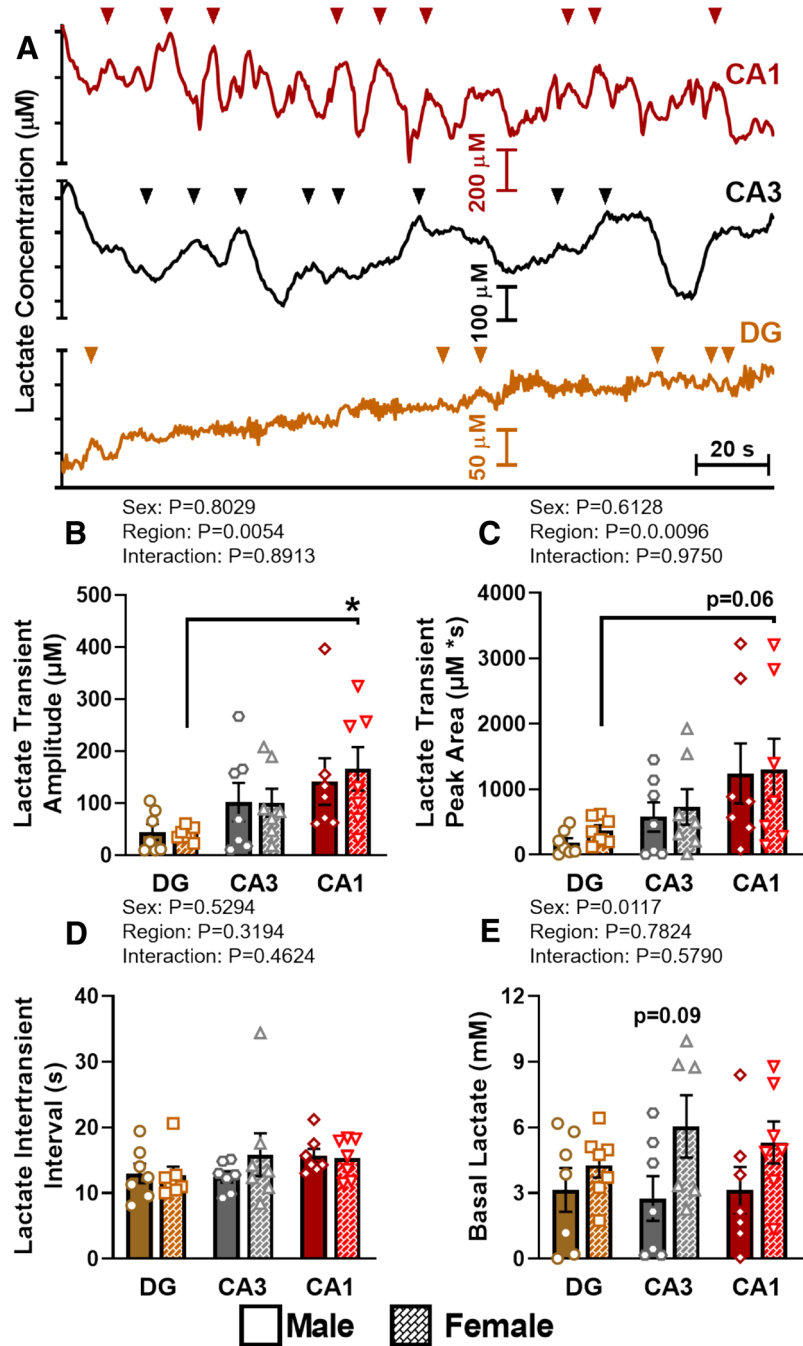 A
Lactate Concentration (μM)
CA1
200 μM
CA3
100 μM
DG
50 μM
20 s
B
Sex: P=0.8029
Region: P=0.0054
Interaction: P=0.8913
Lactate Transient
Amplitude (μM)
500
400
300
200
100
0
*
DG CA3 CA1
C
Sex: P=0.6128
Region: P=0.0.0096
Interaction: P=0.9750
Lactate Transient
Peak Area (μM *s)
4000
3000
2000
1000
0
p=0.06
DG CA3 CA1
D
Sex: P=0.5294
Region: P=0.3194
Interaction: P=0.4624
Lactate Intertransient
Interval (s)
40
30
20
10
0
DG CA3 CA1
E
Sex: P=0.0117
Region: P=0.7824
Interaction: P=0.5790
Basal Lactate (mM)
12
9
6
3
0
p=0.09
DG CA3 CA1
Male Female